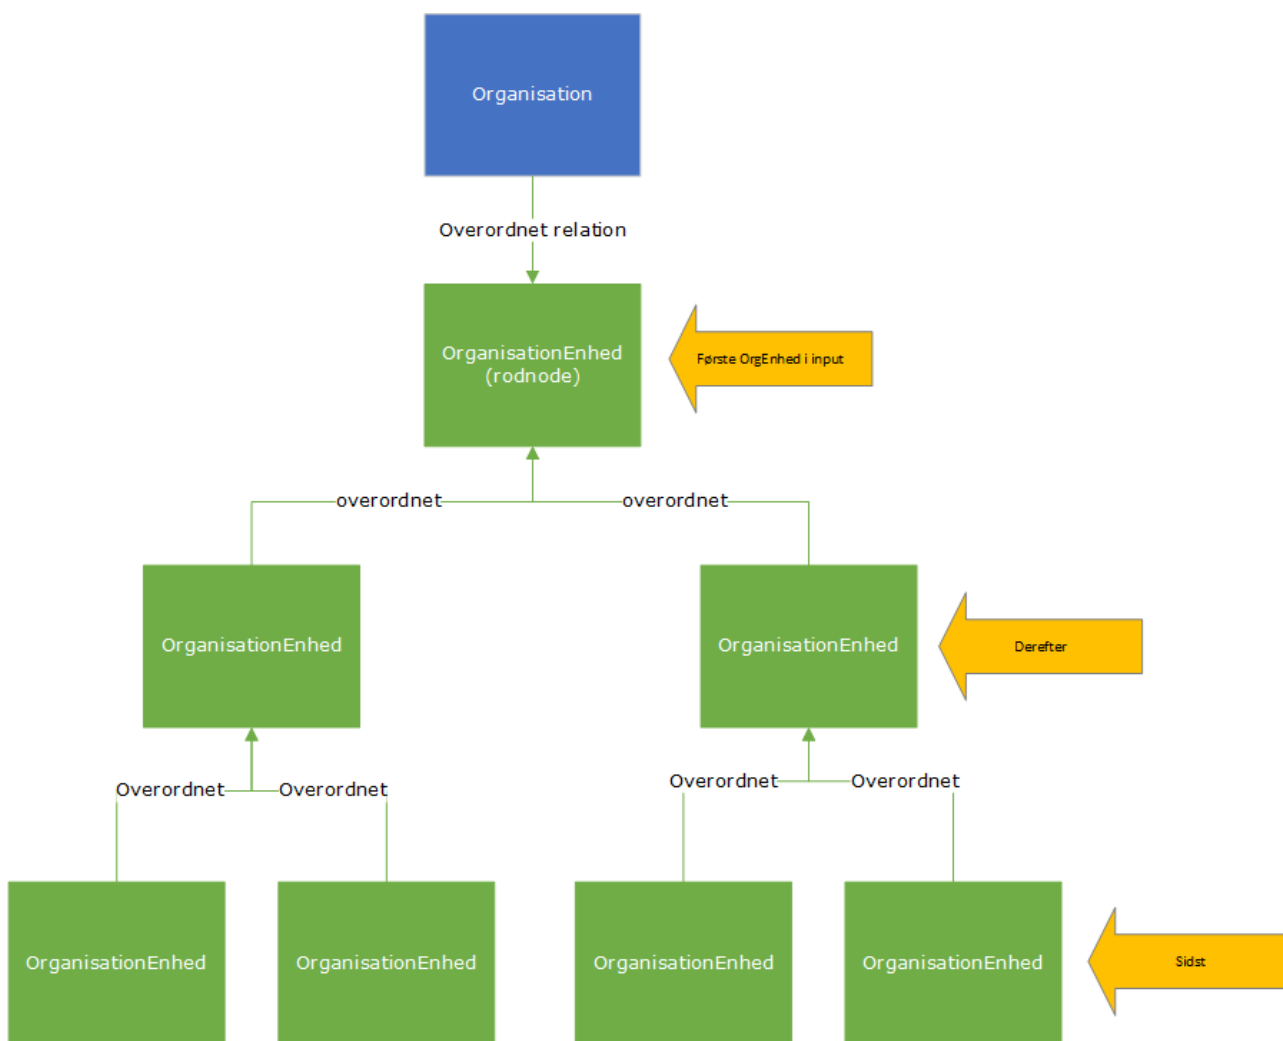 Organisation
Overordnet relation
OrganisationEnhed
(rodnode)
Første OrgEnhed i input
overordnet
overordnet
OrganisationEnhed
OrganisationEnhed
Derefter
Overordnet
Overordnet
Overordnet
Overordnet
OrganisationEnhed
OrganisationEnhed
OrganisationEnhed
OrganisationEnhed
Sidst